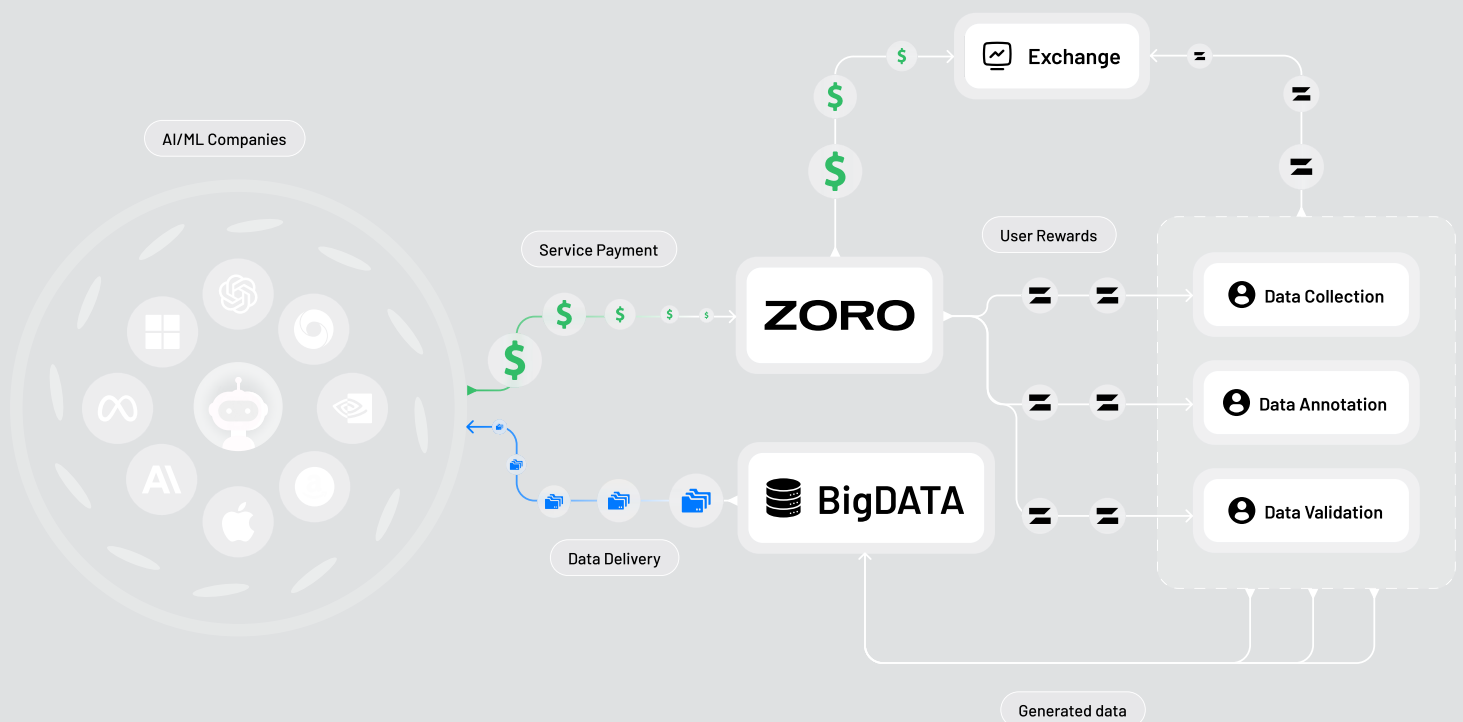 Exchange
AI/ML Companies
Service Payment
User Rewards
ZORO
Data Collection
Data Annotation
BigDATA
Data Validation
Data Delivery
Generated data